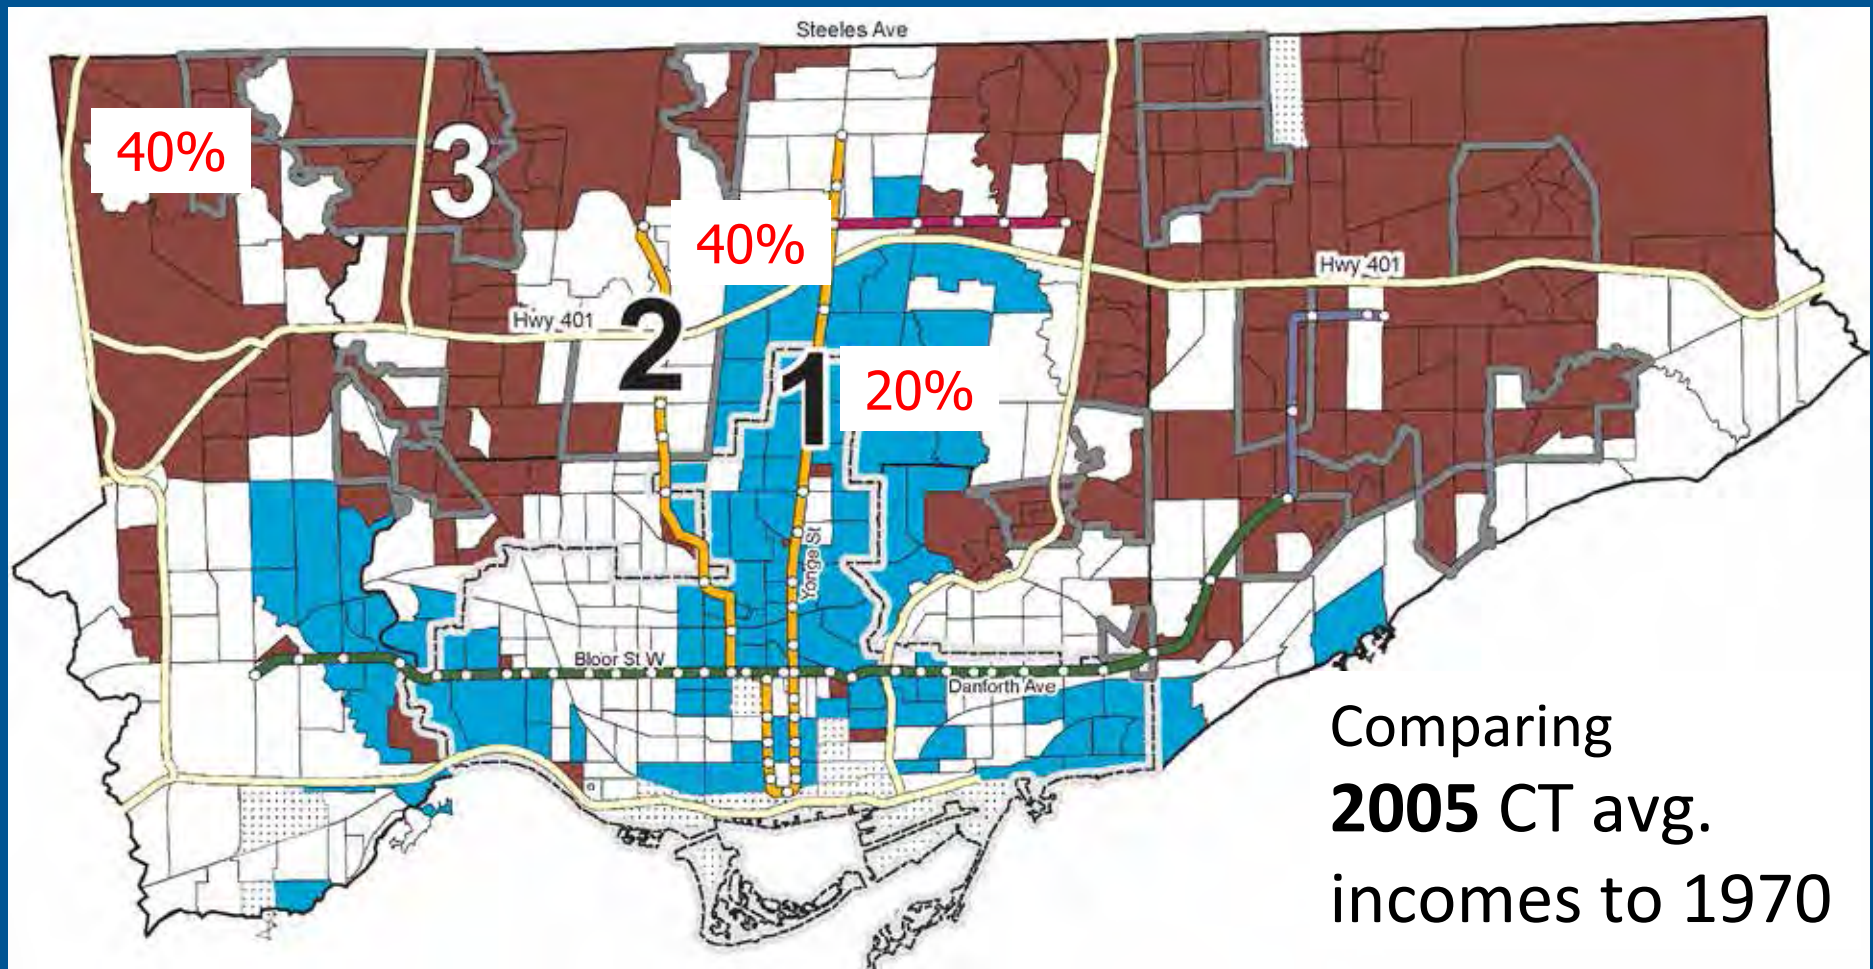 Steeles Ave
40%
3
40%
Hwy 401
Hwy 401
2
1
20%
Yonge St
Bloor St W
Danforth Ave
Comparing
2005 CT avg.
incomes to 1970